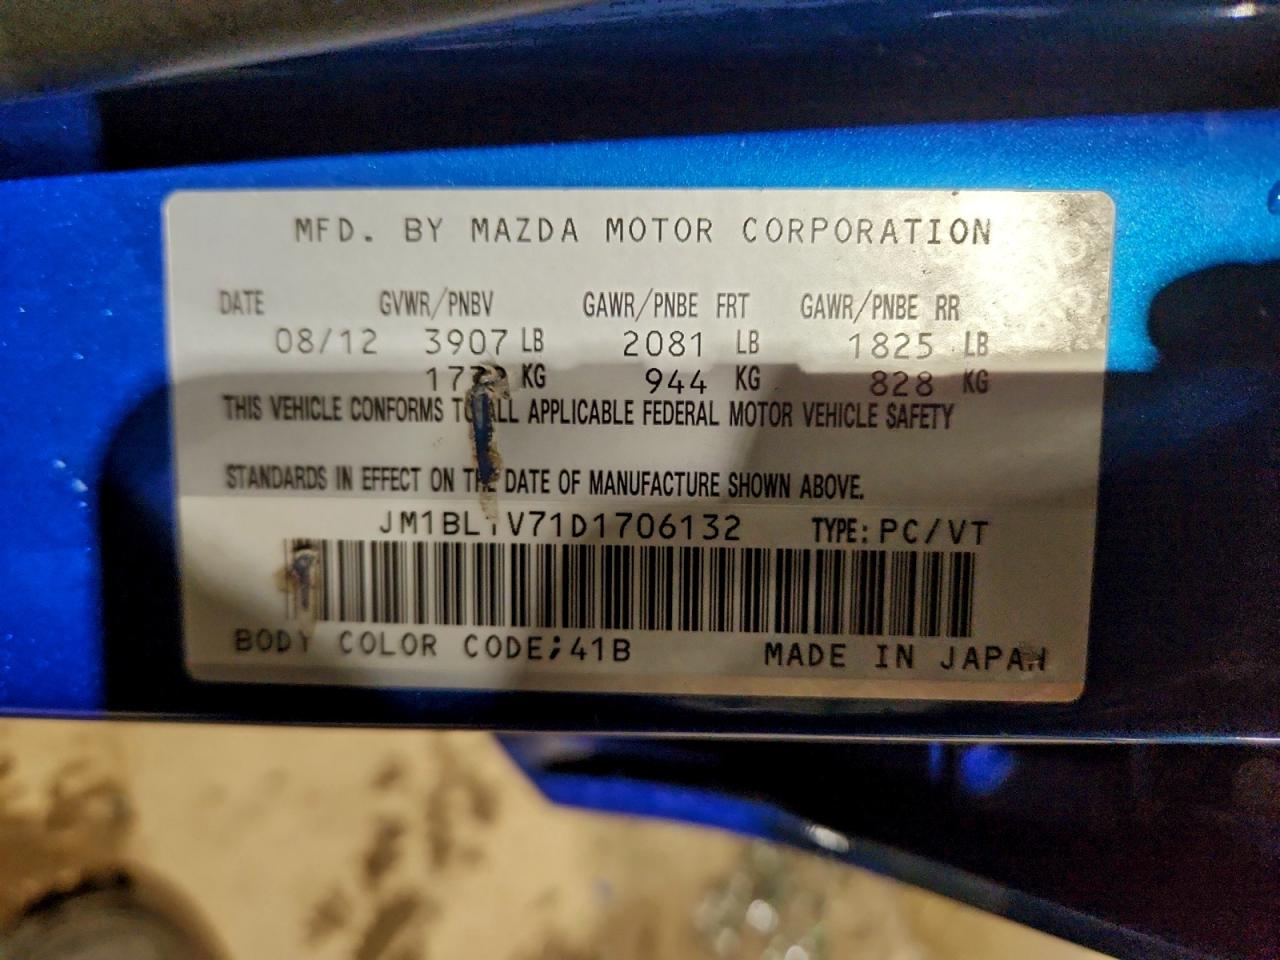 MFD. BY MAZDA MOTOR CORPORATION
DATE GVWR/PNBV GAWR/PNBE FRT GAWR/PNBE RR
08/12 3907 LB 2081 LB 1825 LB
KG 944 KG 828 KG
THIS VEHICLE CONFORMS TO ALL APPLICABLE FEDERAL MOTOR VEHICLE SAFETY
STANDARDS IN EFFECT ON THE DATE OF MANUFACTURE SHOWN ABOVE.
TYPE: PC/VT
BODY COLOR CODE;41B MADE IN JAPAN